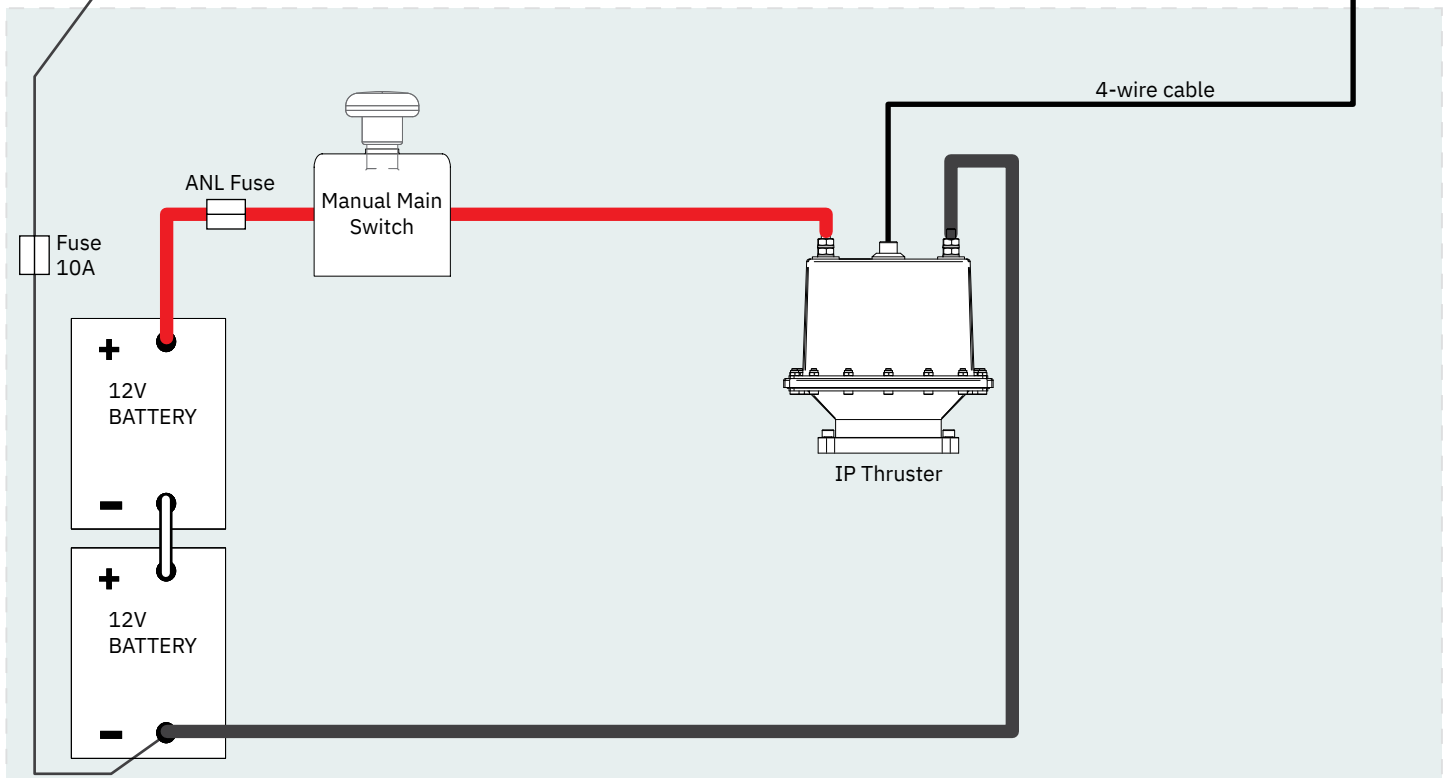 4-wire cable
ANL Fuse
Manual Main
Switch
Fuse
10A
+
12V
BATTERY
-
IP Thruster
+
12V
BATTERY
-